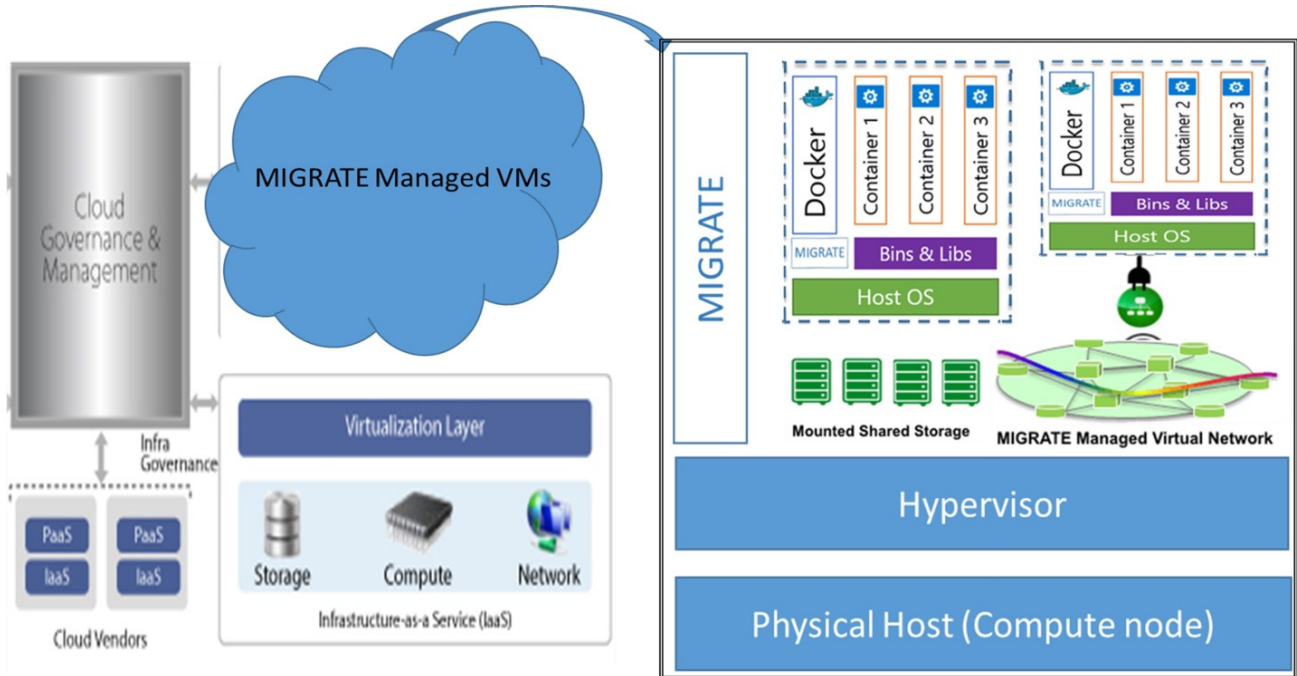 Cloud
Governance &
Management
MIGRATE Managed VMs
Infra
Governance
PaaS
IaaS
PaaS
IaaS
Cloud Vendors
Virtualization Layer
Storage
Compute
Network
Infrastructure-as-a Service (IaaS)
MIGRATE
Docker
Container 1
Container 2
Container 3
MIGRATE
Bins & Libs
Host OS
Docker
Container 1
Container 2
Container 3
MIGRATE
Bins & Libs
Host OS
Mounted Shared Storage
MIGRATE Managed Virtual Network
Hypervisor
Physical Host (Compute node)